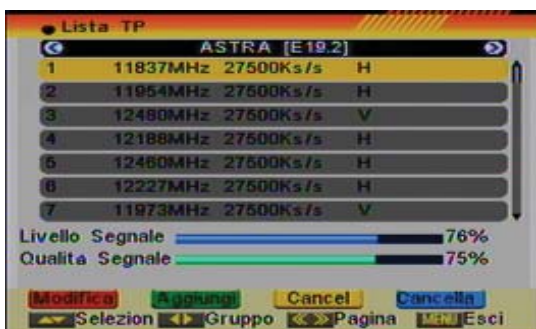 Lista TP
ASTRA [E19.2]
1 11837MHz 27500Ks/s H
2 11954MHz 27500Ks/s H
3 12480MHz 27500Ks/s V
4 12188MHz 27500Ks/s H
5 12460MHz 27500Ks/s H
6 12227MHz 27500Ks/s H
7 11973MHz 27500Ks/s V
Livello Segnale 76%
Qualità Segnale 75%
Modifica Aggiungi Cancel Cancella
Selezion Gruppo Pagina MENU Esci